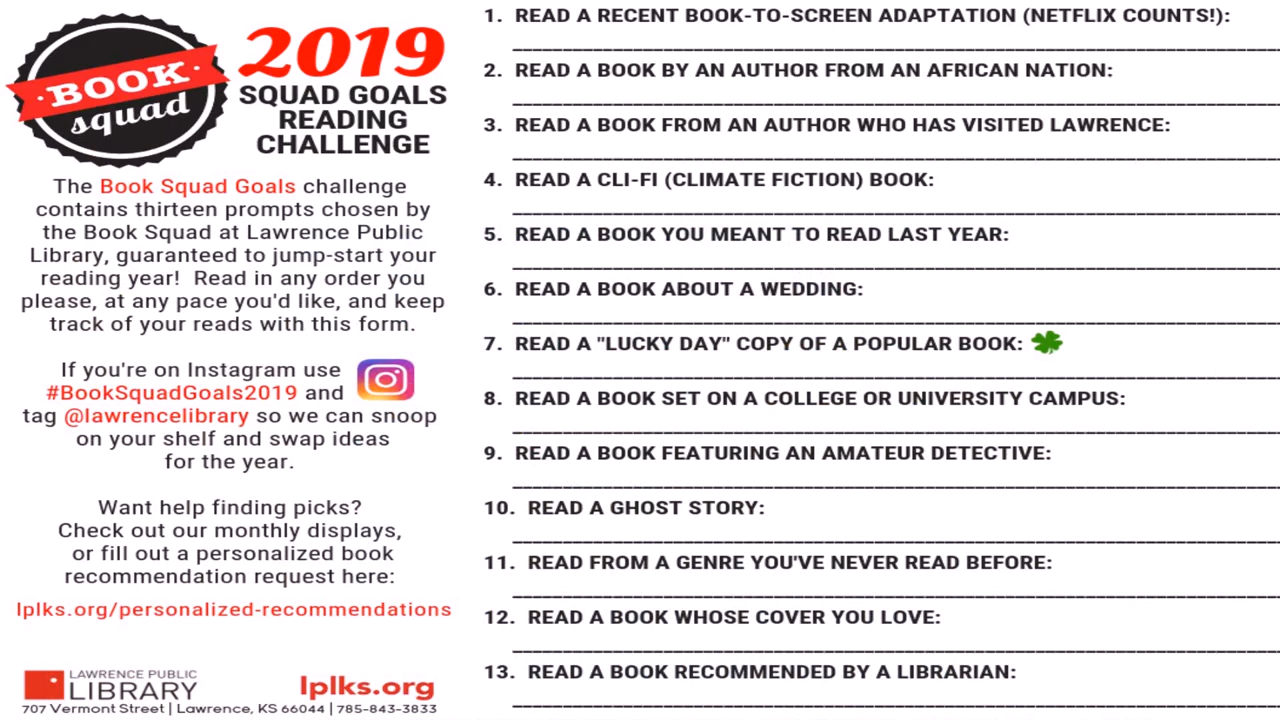 BOOK
squad
2019
SQUAD GOALS
READING
CHALLENGE
The Book Squad Goals challenge
contains thirteen prompts chosen by
the Book Squad at Lawrence Public
Library, guaranteed to jump-start your
reading year! Read in any order you
please, at any pace you'd like, and keep
track of your reads with this form.
If you're on Instagram use
#BookSquadGoals2019 and
tag @lawrencelibrary so we can snoop
on your shelf and swap ideas
for the year.
Want help finding picks?
Check out our monthly displays,
or fill out a personalized book
recommendation request here:
lplks.org/personalized-recommendations
LAWRENCE PUBLIC
LIBRARY
lplks.org
707 Vermont Street | Lawrence, KS 66044 | 785-843-3833
1. READ A RECENT BOOK-TO-SCREEN ADAPTATION (NETFLIX COUNTS!):
2. READ A BOOK BY AN AUTHOR FROM AN AFRICAN NATION:
3. READ A BOOK FROM AN AUTHOR WHO HAS VISITED LAWRENCE:
4. READ A CLI-FI (CLIMATE FICTION) BOOK:
5. READ A BOOK YOU MEANT TO READ LAST YEAR:
6. READ A BOOK ABOUT A WEDDING:
7. READ A "LUCKY DAY" COPY OF A POPULAR BOOK:
8. READ A BOOK SET ON A COLLEGE OR UNIVERSITY CAMPUS:
9. READ A BOOK FEATURING AN AMATEUR DETECTIVE:
10. READ A GHOST STORY:
11. READ FROM A GENRE YOU'VE NEVER READ BEFORE:
12. READ A BOOK WHOSE COVER YOU LOVE:
13. READ A BOOK RECOMMENDED BY A LIBRARIAN: